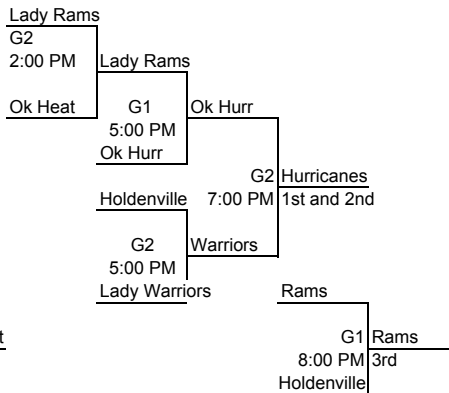 Lady Rams
G2
2:00 PM
Lady Rams
Ok Heat
G1
Ok Hurr
5:00 PM
Ok Hurr
G2 Hurricanes
Holdenville
7:00 PM 1st and 2nd
G2
Warriors
5:00 PM
Lady Warriors
Rams
t
G1 Rams
8:00 PM 3rd
Holdenville